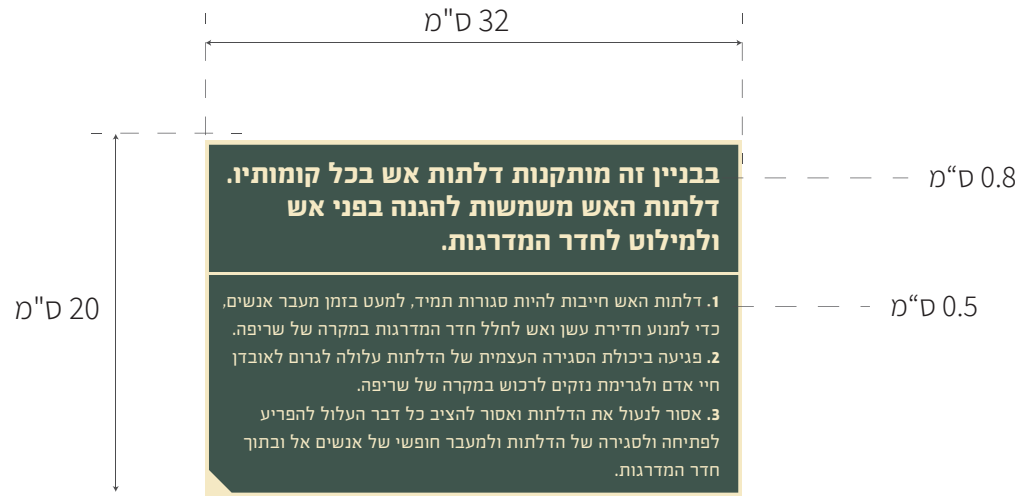 32 ס"מ
בבניין זה מותקנות דלתות אש בכל קומותיו.
דלתות האש משמשות להגנה בפני אש
ולמילוט לחדר המדרגות.
0.8 ס“מ
1. דלתות האש חייבות להיות סגורות תמיד, למעט בזמן מעבר אנשים,
כדי למנוע חדירת עשן ואש לחלל חדר המדרגות במקרה של שריפה.
2. פגיעה ביכולת הסגירה העצמית של הדלתות עלולה לגרום לאובדן
חיי אדם ולגרימת נזקים לרכוש במקרה של שריפה.
3. אסור לנעול את הדלתות ואסור להציב כל דבר העלול להפריע
לפתיחה ולסגירה של הדלתות ולמעבר חופשי של אנשים אל ובתוך
חדר המדרגות.
0.5 ס“מ
20 ס"מ